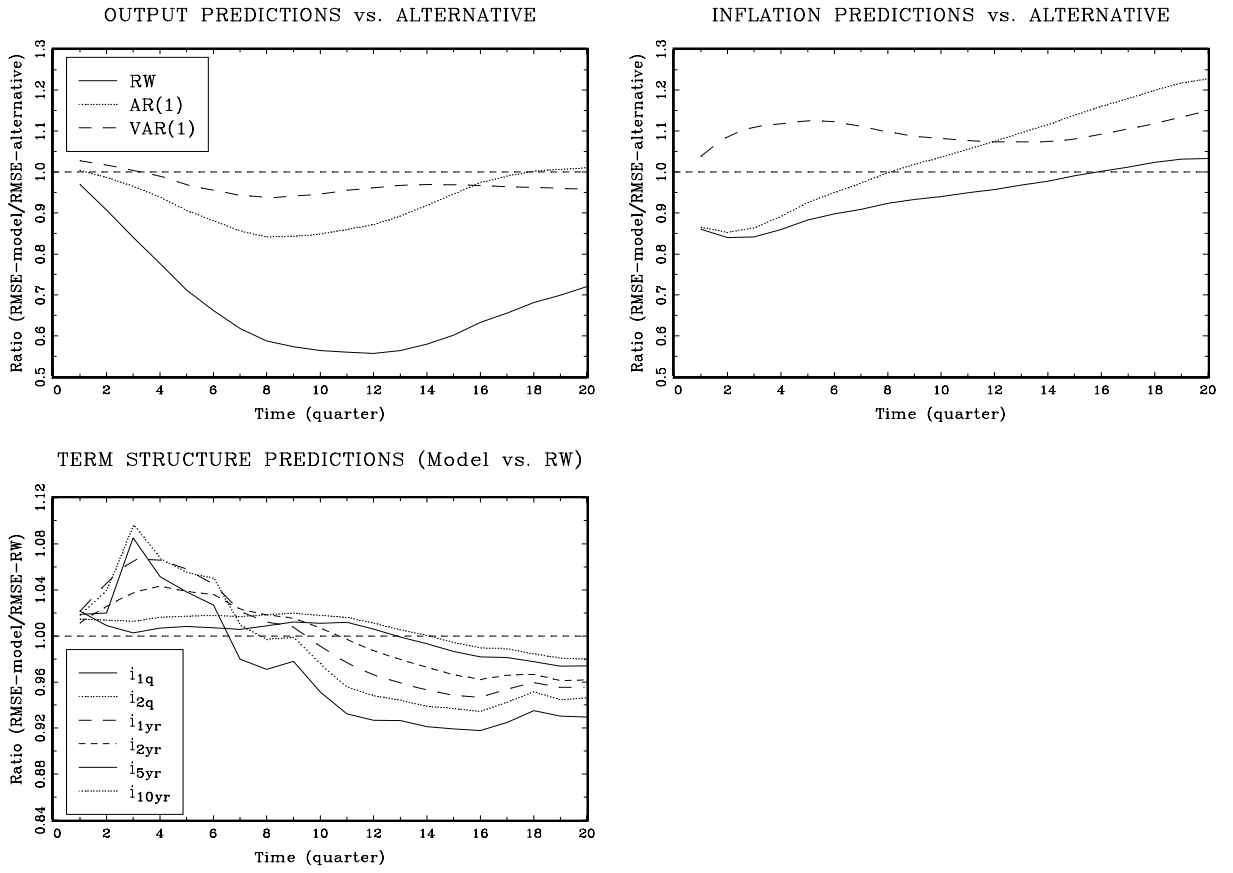 OUTPUT PREDICTIONS vs. ALTERNATIVE
Ratio (RMSE-model/RMSE-alternative)
1.3
1.2
1.1
1.0
0.9
0.8
0.7
0.6
0.5
RW
AR(1)
VAR(1)
0 2 4 6 8 10 12 14 16 18 20
Time (quarter)
INFLATION PREDICTIONS vs. ALTERNATIVE
Ratio (RMSE-model/RMSE-alternative)
1.3
1.2
1.1
1.0
0.9
0.8
0.7
0.6
0.5
0 2 4 6 8 10 12 14 16 18 20
Time (quarter)
TERM STRUCTURE PREDICTIONS (Model vs. RW)
Ratio (RMSE-model/RMSE-RW)
1.12
1.08
1.04
1.00
0.96
0.92
0.88
0.84
i1q
i2q
i1yr
i2yr
i5yr
i10yr
0 2 4 6 8 10 12 14 16 18 20
Time (quarter)